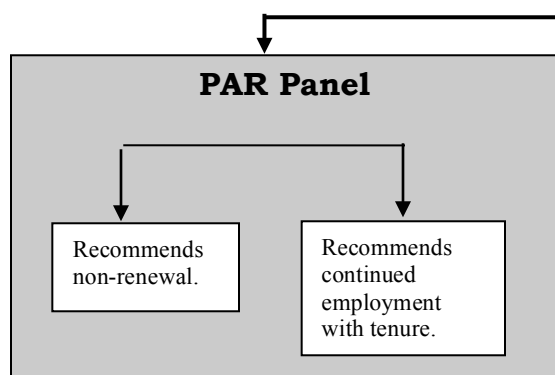 PAR Panel
Recommends
non-renewal.
Recommends
continued
employment
with tenure.